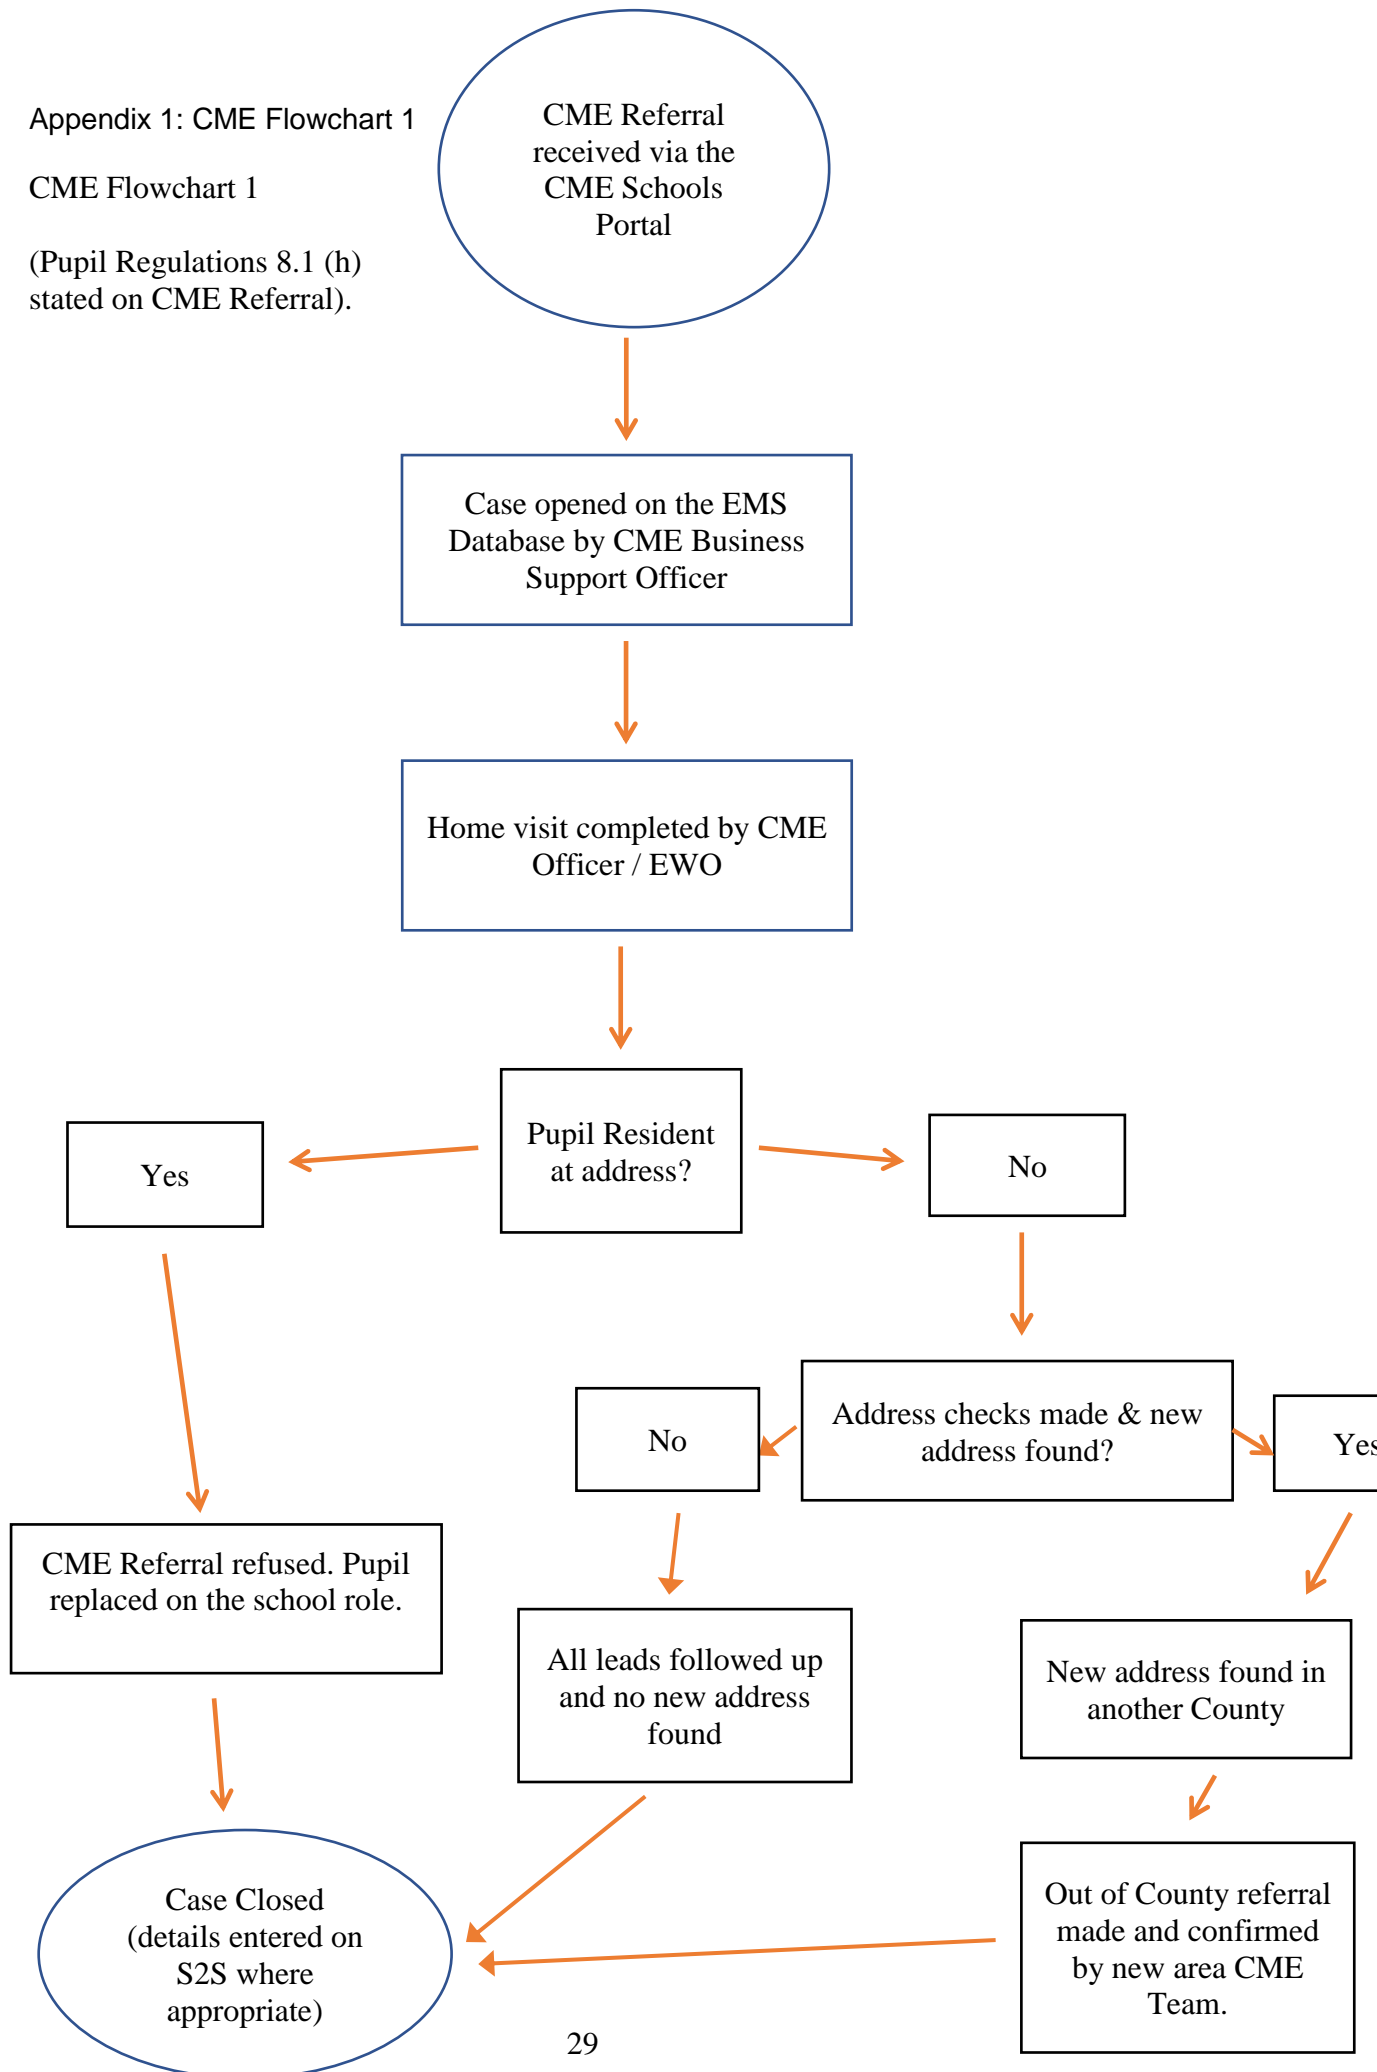 Appendix 1: CME Flowchart 1
CME Flowchart 1
(Pupil Regulations 8.1 (h)
stated on CME Referral).
CME Referral
received via the
CME Schools
Portal
Case opened on the EMS
Database by CME Business
Support Officer
Home visit completed by CME
Officer / EWO
Pupil Resident
at address?
Yes
No
Address checks made & new
address found?
No
Yes
CME Referral refused. Pupil
replaced on the school role.
All leads followed up
and no new address
found
New address found in
another County
Case Closed
(details entered on
S2S where
appropriate)
Out of County referral
made and confirmed
by new area CME
Team.
29